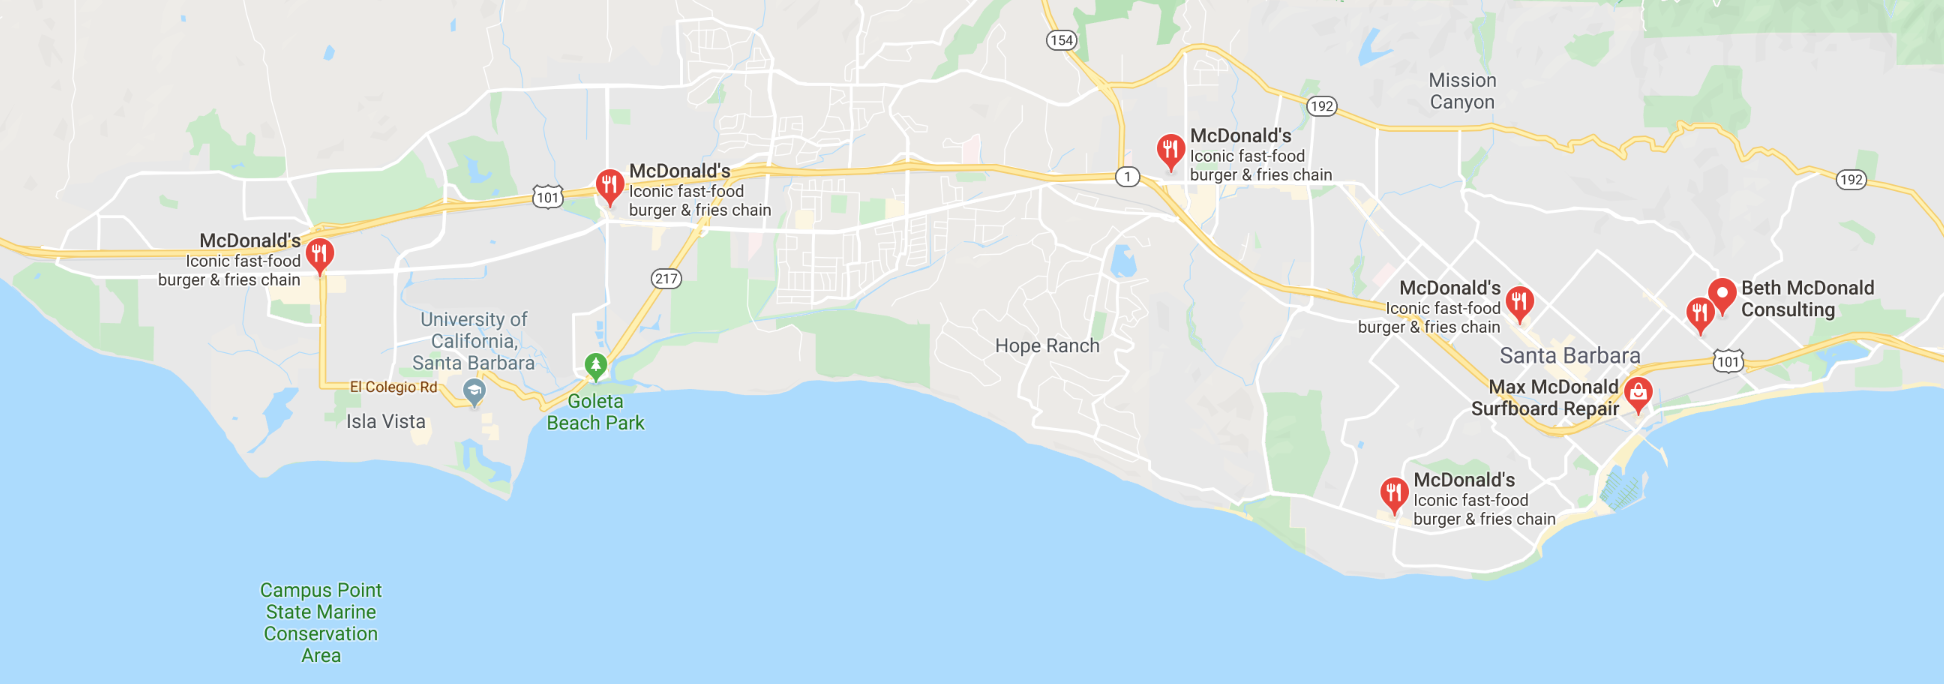 154
Mission
Canyon
192
McDonald's
Iconic fast-food
burger & fries chain
McDonald's
Iconic fast-food
burger & fries chain
1
192
101
McDonald's
Iconic fast-food
burger & fries chain
217
McDonald's
Iconic fast-food
burger & fries chain
Beth McDonald
Consulting
University of
California,
Santa Barbara
Hope Ranch
Santa Barbara
101
El Colegio Rd
Max McDonald
Surfboard Repair
Isla Vista
Goleta
Beach Park
McDonald's
Iconic fast-food
burger & fries chain
Campus Point
State Marine
Conservation
Area